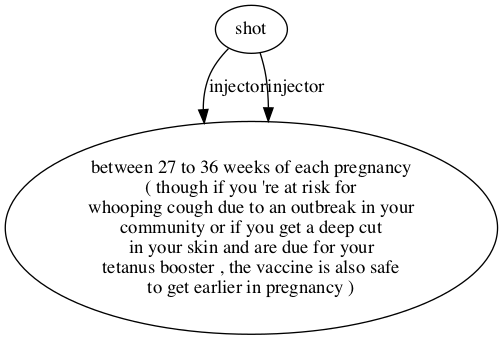 shot
injector injector
between 27 to 36 weeks of each pregnancy
( though if you 're at risk for
whooping cough due to an outbreak in your
community or if you get a deep cut
in your skin and are due for your
tetanus booster , the vaccine is also safe
to get earlier in pregnancy )